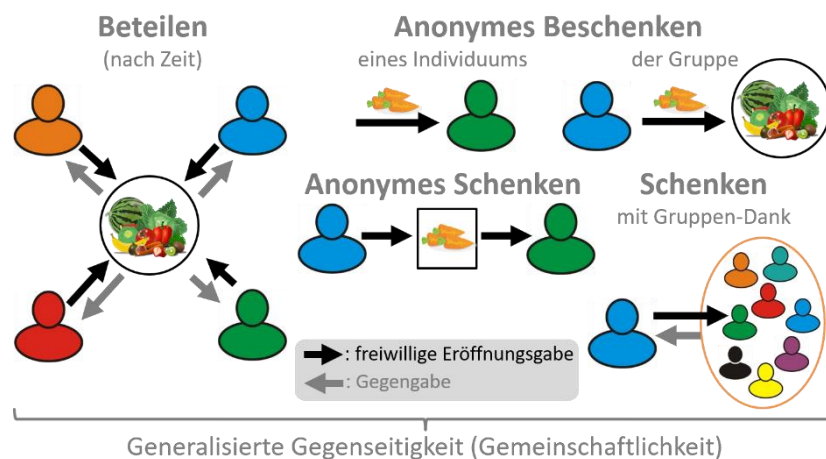 Beteilen
(nach Zeit)
Anonymes Beschenken
eines Individuums
der Gruppe
Anonymes Schenken
Schenken
mit Gruppen-Dank
: freiwillige Eröffnungsgabe
: Gegengabe
Generalisierte Gegenseitigkeit (Gemeinschaftlichkeit)